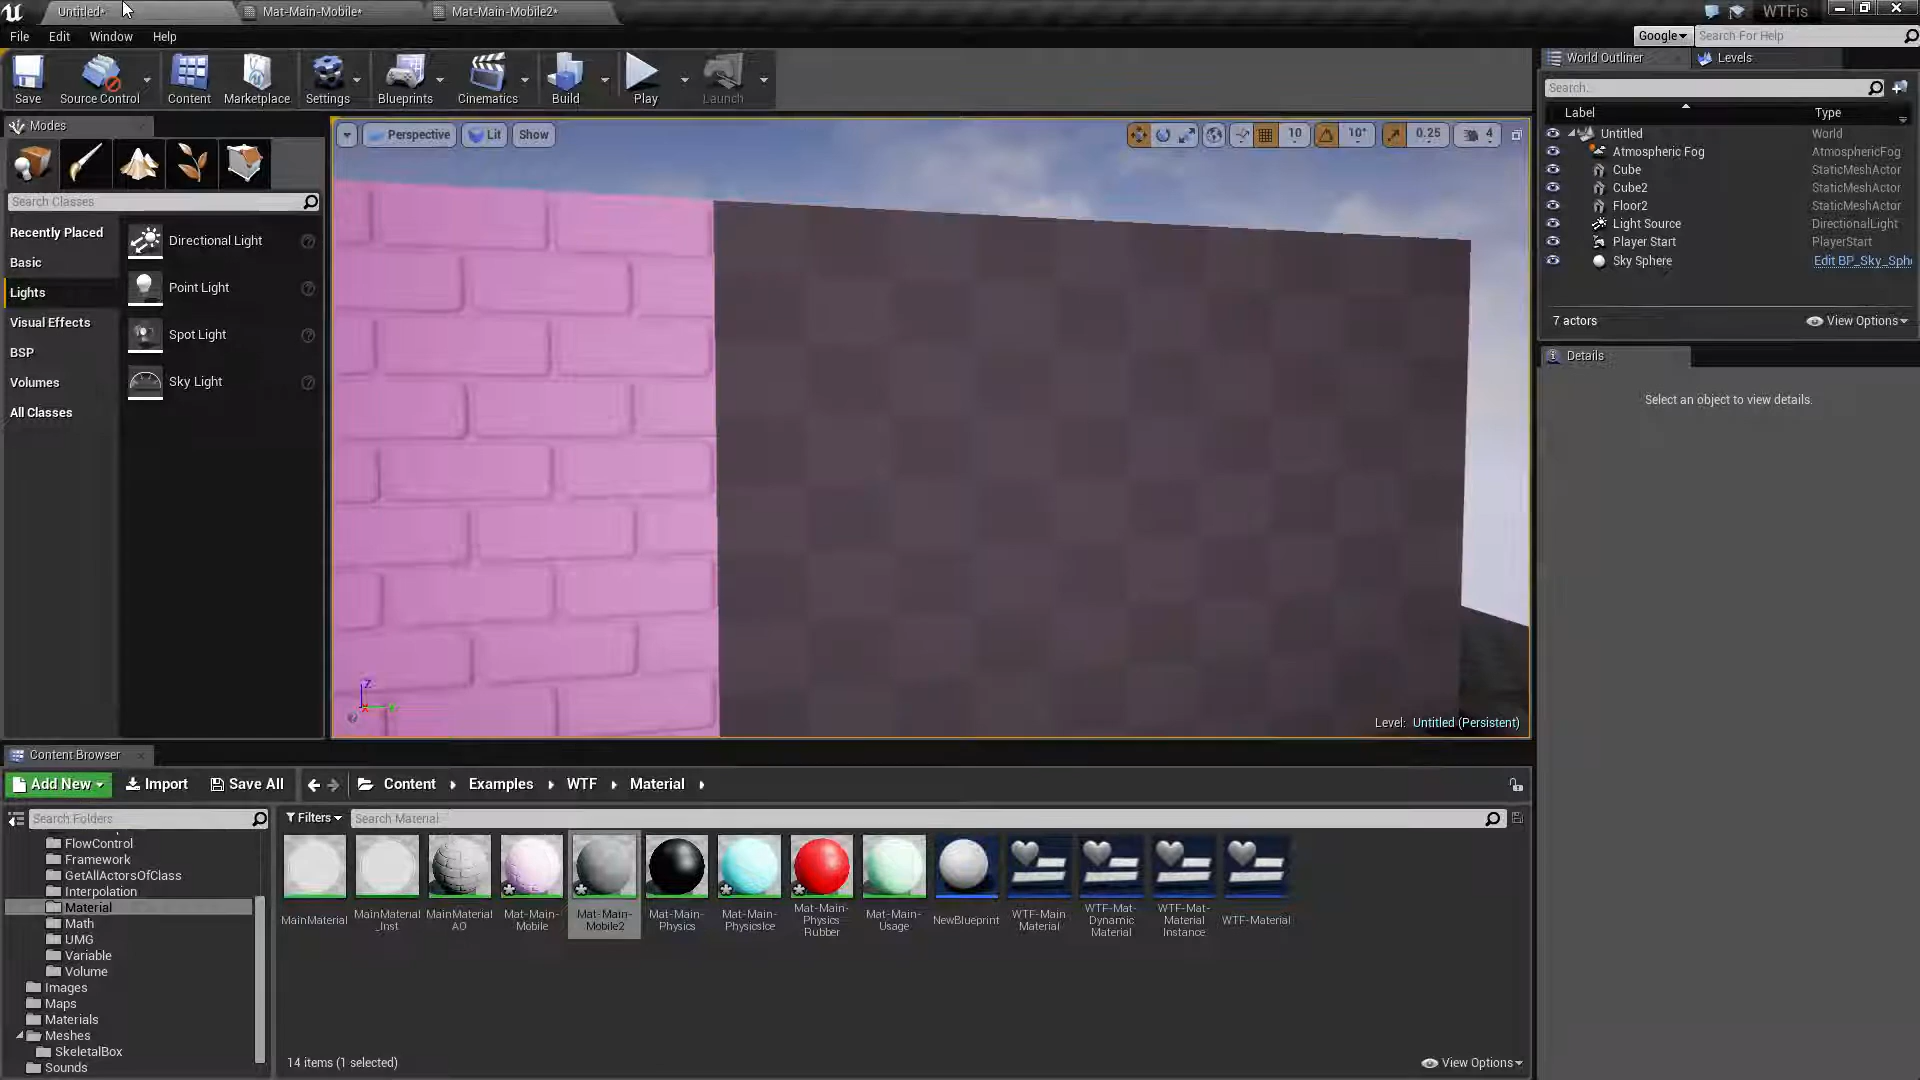 Untitled*
Mat-Main-Mobile*
Mat-Main-Mobile2*
WTFis
File Edit Window Help
Google
Search For Help
Save
Source Control
Content
Marketplace
Settings
Blueprints
Cinematics
Build
Play
Launch
World Outliner
Levels
Search...
Label
Type
Untitled World
Atmospheric Fog AtmosphericFog
Cube StaticMeshActor
Cube2 StaticMeshActor
Floor2 StaticMeshActor
Light Source DirectionalLight
Player Start PlayerStart
Sky Sphere Edit BP_Sky_Sph
7 actors
View Options
Details
Select an object to view details.
Modes
Search Classes
Recently Placed
Basic
Lights
Visual Effects
BSP
Volumes
All Classes
Directional Light
Point Light
Spot Light
Sky Light
Perspective
Lit
Show
10
10°
0.25
4
Z
Level: Untitled (Persistent)
Content Browser
Add New
Import
Save All
Content
Examples
WTF
Material
Search Folders
Filters
Search Material
FlowControl
Framework
GetAllActorsOfClass
Interpolation
Material
Math
UMG
Variable
Volume
Images
Maps
Materials
Meshes
SkeletalBox
Sounds
MainMaterial
MainMaterial
_Inst
MainMaterial
AO
Mat-Main-
Mobile
Mat-Main-
Mobile2
Mat-Main-
Physics
Mat-Main-
PhysicsIce
Mat-Main-
Physics
Rubber
Mat-Main-
Usage
NewBlueprint
WTF-Main
Material
WTF-Mat-
Dynamic
Material
WTF-Mat-
Material
Instance
WTF-Material
14 items (1 selected)
View Options